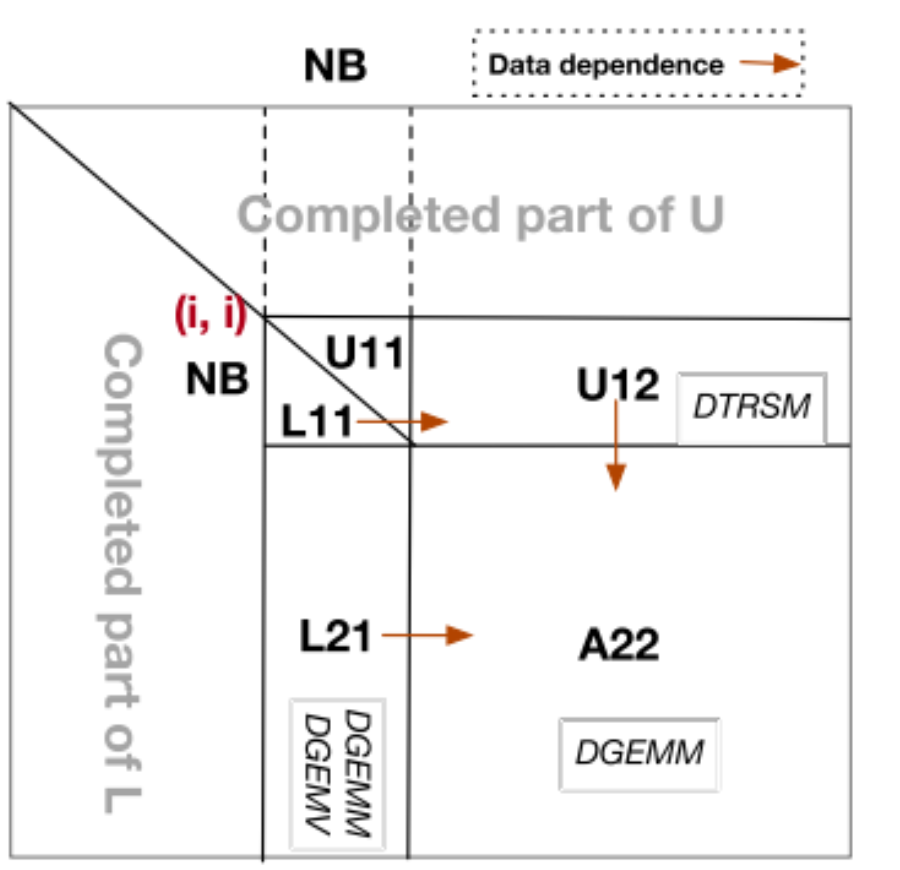 NB
Data dependence
Completed part of U
(i, i)
NB
U11
U12
DTRSM
L11
Completed part of L
L21
A22
DGEMM
DGEMV
DGEMM